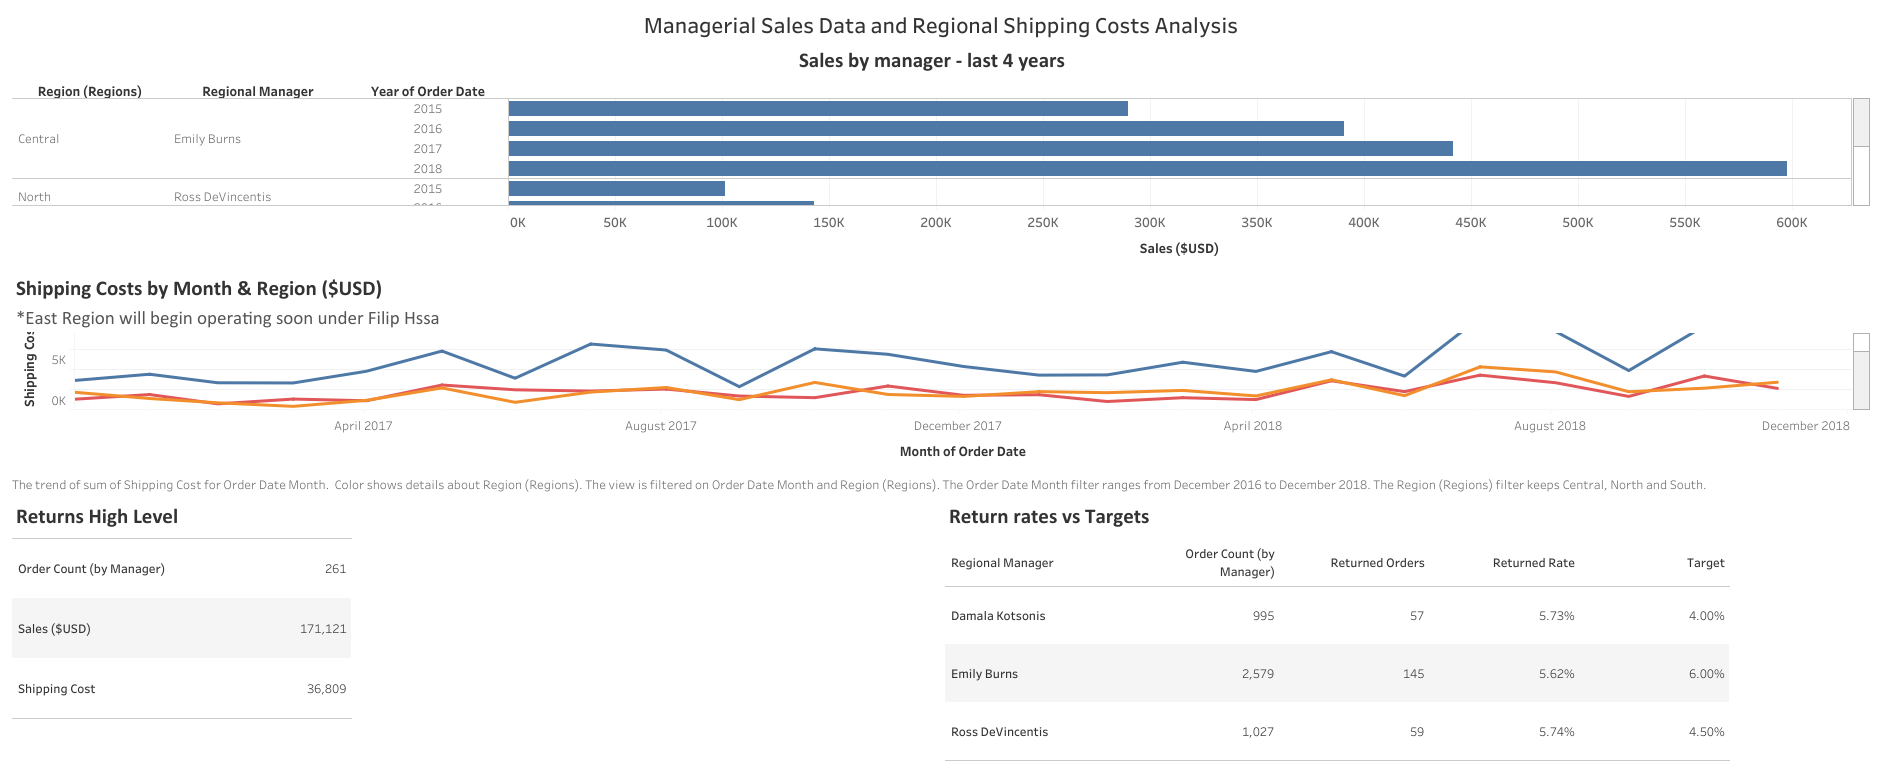 Managerial Sales Data and Regional Shipping Costs Analysis
Sales by manager - last 4 years
Region (Regions) Regional Manager Year of Order Date
2015
2016
Central Emily Burns
2017
2018
2015
North Ross DeVincentis
0K 50K 100K 150K 200K 250K 300K 350K 400K 450K 500K 550K 600K
Sales ($USD)
Shipping Costs by Month & Region ($USD)
*East Region will begin operating soon under Filip Hssa
Shipping Cos
5K
0K
April 2017 August 2017 December 2017 April 2018 August 2018 December 2018
Month of Order Date
The trend of sum of Shipping Cost for Order Date Month. Color shows details about Region (Regions). The view is filtered on Order Date Month and Region (Regions). The Order Date Month filter ranges from December 2016 to December 2018. The Region (Regions) filter keeps Central, North and South.
Returns High Level
Order Count (by Manager) 261
Sales ($USD) 171,121
Shipping Cost 36,809
Return rates vs Targets
Regional Manager Order Count (by Manager) Returned Orders Returned Rate Target
Damala Kotsonis 995 57 5.73% 4.00%
Emily Burns 2,579 145 5.62% 6.00%
Ross DeVincentis 1,027 59 5.74% 4.50%